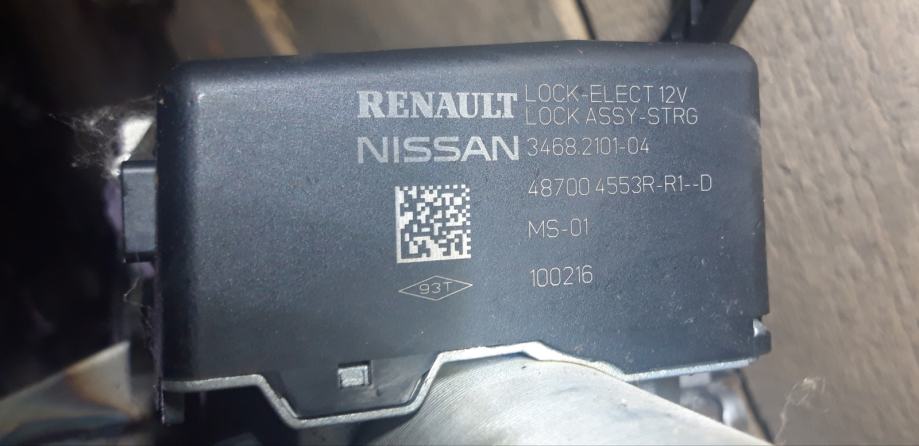 RENAULT LOCK-ELECT 12V
LOCK ASSY-STRG
NISSAN 3468.2101-04
48700 4553R-R1--D
MS-01
93T
100216